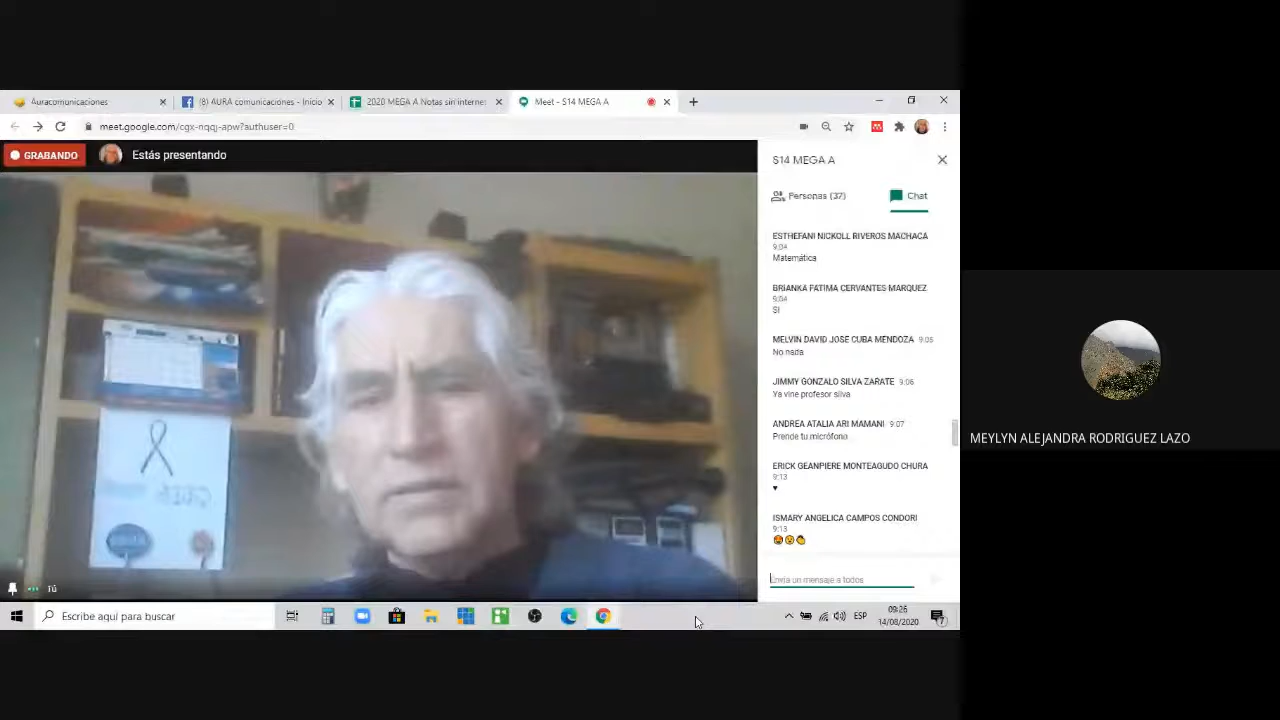 Auracomunicaciones
(8) AURA comunicaciones - Inicio
2020 MEGA A Notas sin interne
Meet - S14 MEGA A
meet.google.com/cgx-nqqj-apw?authuser=0
GRABANDO
Estás presentando
S14 MEGA A
Personas (37)
Chat
ESTHEFANI NICKOLL RIVEROS MACHACA
9:04
Matemática
BRIANKA FATIMA CERVANTES MARQUEZ
9:04
SI
MELVIN DAVID JOSE CUBA MENDOZA 9:05
No nada
JIMMY GONZALO SILVA ZARATE 9:06
Ya vine profesor silva
ANDREA ATALIA ARI MAMANI 9:07
Prende tu micrófono
ERICK GEANPIERE MONTEAGUDO CHURA
9:13
♥
ISMARY ANGELICA CAMPOS CONDORI
9:13
Envía un mensaje a todos
Tú
MEYLYN ALEJANDRA RODRIGUEZ LAZO
Escribe aquí para buscar
ESP
09:26
14/08/2020